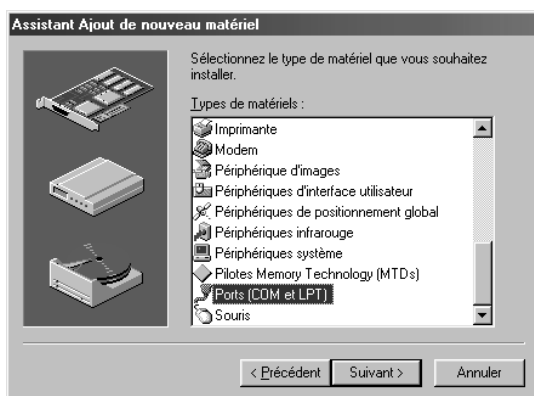 Assistant Ajout de nouveau matériel
Sélectionnez le type de matériel que vous souhaitez
installer.
Types de matériels :
Imprimante
Modem
Périphérique d'images
Périphériques d'interface utilisateur
Périphériques de positionnement global
Périphériques infrarouge
Périphériques système
Pilotes Memory Technology (MTDs)
Ports (COM et LPT)
Souris
< Précédent
Suivant >
Annuler